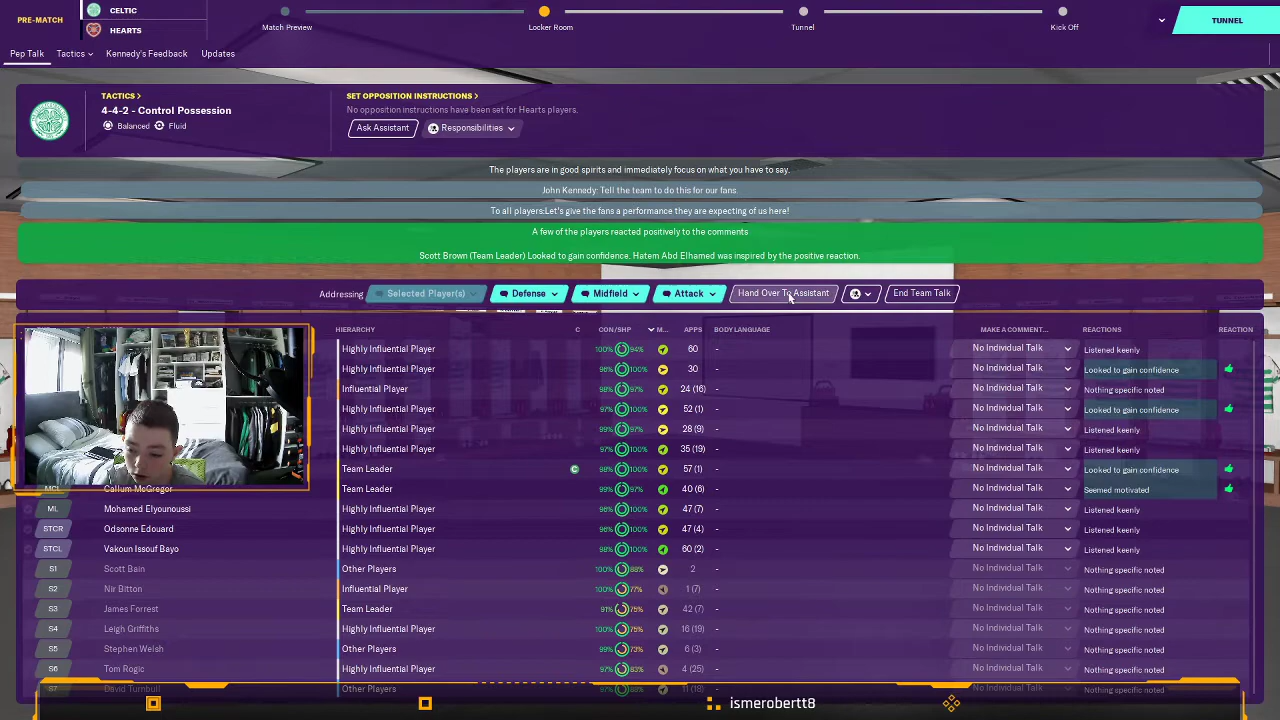 PRE-MATCH
CELTIC
HEARTS
Match Preview
Locker Room
Tunnel
Kick Off
TUNNEL
Pep Talk Tactics Kennedy's Feedback Updates
TACTICS >
4-4-2 - Control Possession
Balanced Fluid
SET OPPOSITION INSTRUCTIONS >
No opposition instructions have been set for Hearts players.
Ask Assistant Responsibilities
The players are in good spirits and immediately focus on what you have to say.
John Kennedy: Tell the team to do this for our fans.
To all players:Let's give the fans a performance they are expecting of us here!
A few of the players reacted positively to the comments
Scott Brown (Team Leader) Looked to gain confidence. Hatem Abd Elhamed was inspired by the positive reaction.
Addressing Selected Player(s) Defense Midfield Attack Hand Over To Assistant End Team Talk
HIERARCHY C CON/SHP M... APPS BODY LANGUAGE MAKE A COMMENT... REACTIONS REACTION
Highly Influential Player 100% 94% 60 - No Individual Talk Listened keenly
Highly Influential Player 96% 100% 30 - No Individual Talk Looked to gain confidence
Influential Player 98% 97% 24 (16) - No Individual Talk Nothing specific noted
Highly Influential Player 97% 100% 52 (1) - No Individual Talk Looked to gain confidence
Highly Influential Player 99% 97% 28 (9) - No Individual Talk Listened keenly
Highly Influential Player 97% 100% 35 (19) - No Individual Talk Listened keenly
Team Leader C 98% 100% 57 (1) - No Individual Talk Looked to gain confidence
MCL Callum McGregor Team Leader 99% 97% 40 (6) - No Individual Talk Seemed motivated
ML Mohamed Elyounoussi Highly Influential Player 96% 100% 47 (7) - No Individual Talk Listened keenly
STCR Odsonne Edouard Highly Influential Player 96% 100% 47 (4) - No Individual Talk Listened keenly
STCL Vakoun Issouf Bayo Highly Influential Player 98% 100% 60 (2) - No Individual Talk Listened keenly
S1 Scott Bain Other Players 100% 88% 2 - No Individual Talk Nothing specific noted
S2 Nir Bitton Influential Player 100% 77% 1 (7) - No Individual Talk Nothing specific noted
S3 James Forrest Team Leader 91% 75% 42 (7) - No Individual Talk Nothing specific noted
S4 Leigh Griffiths Highly Influential Player 100% 75% 16 (19) - No Individual Talk Nothing specific noted
S5 Stephen Welsh Other Players 99% 73% 6 (3) - No Individual Talk Nothing specific noted
S6 Tom Rogic Highly Influential Player 97% 83% 4 (25) - No Individual Talk Nothing specific noted
S7 David Turnbull Other Players 97% 88% 11 (18) - No Individual Talk Nothing specific noted
ismerobertt8